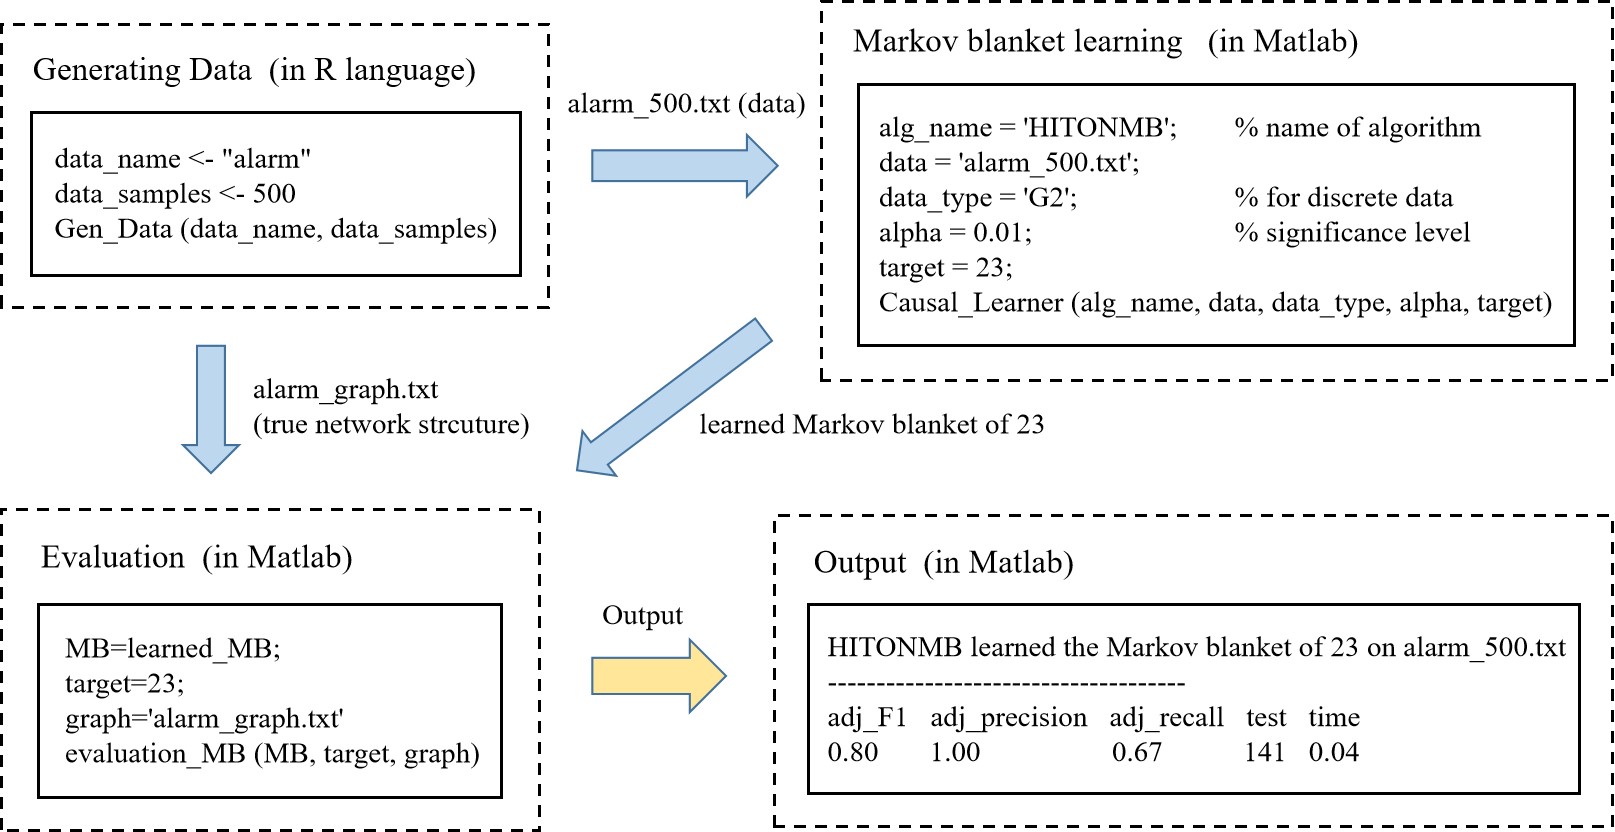 Generating Data (in R language)
data_name <- "alarm"
data_samples <- 500
Gen_Data (data_name, data_samples)
alarm_500.txt (data)
Markov blanket learning (in Matlab)
alg_name = 'HITONMB'; % name of algorithm
data = 'alarm_500.txt';
data_type = 'G2'; % for discrete data
alpha = 0.01; % significance level
target = 23;
Causal_Learner (alg_name, data, data_type, alpha, target)
alarm_graph.txt
(true network strcuture)
learned Markov blanket of 23
Evaluation (in Matlab)
MB=learned_MB;
target=23;
graph='alarm_graph.txt'
evaluation_MB (MB, target, graph)
Output
Output (in Matlab)
HITONMB learned the Markov blanket of 23 on alarm_500.txt
------------------------------------
adj_F1 adj_precision adj_recall test time
0.80 1.00 0.67 141 0.04